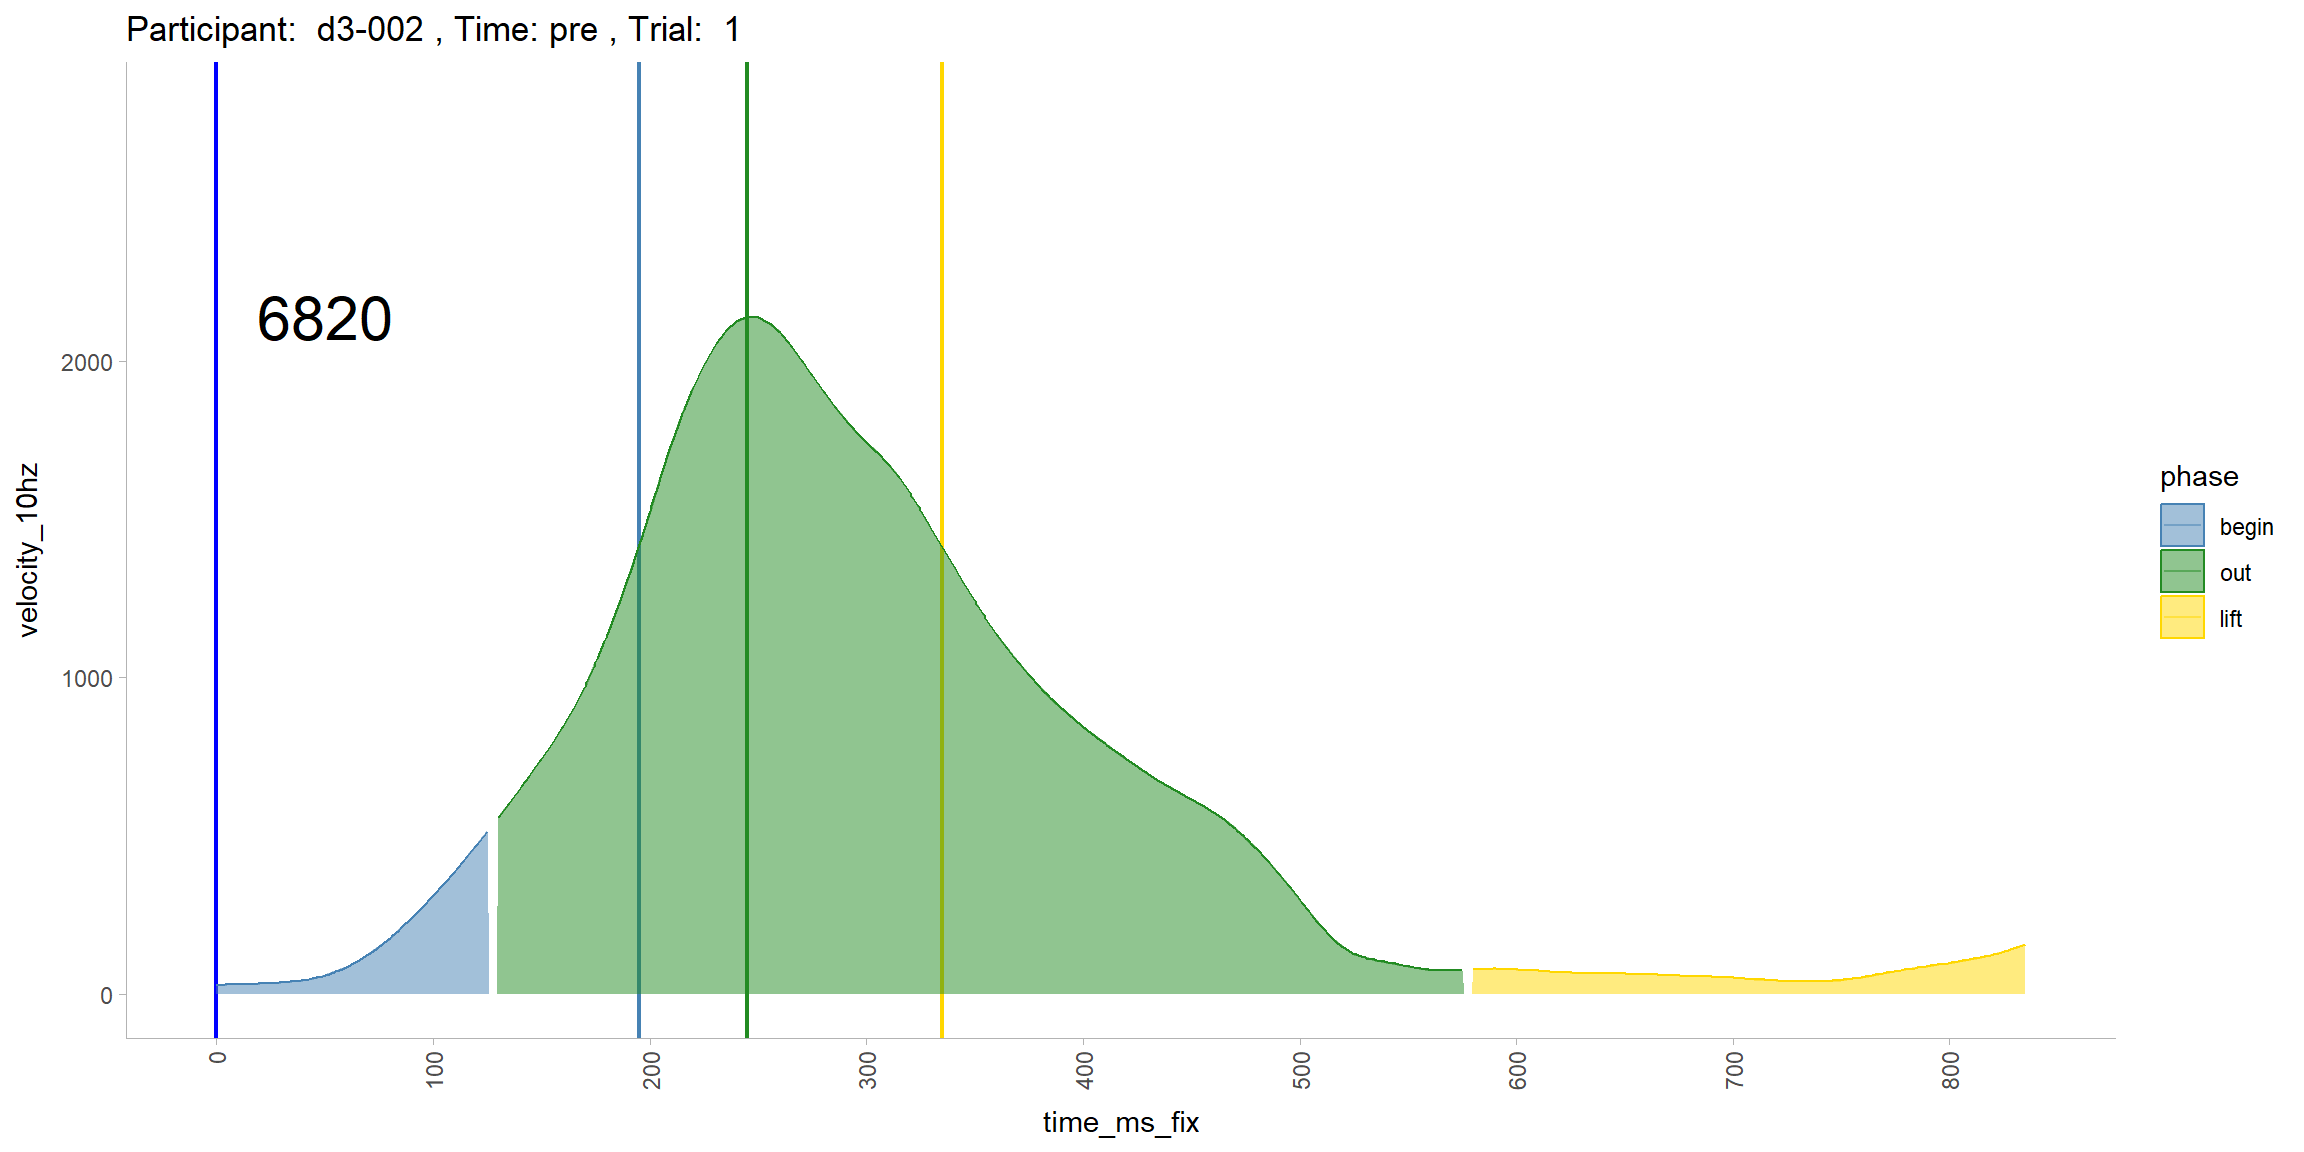 Participant:  d3-002 , Time: pre , Trial:  1
6820
2000
1000
0
velocity_10hz
0 100 200 300 400 500 600 700 800
time_ms_fix
phase
begin
out
lift